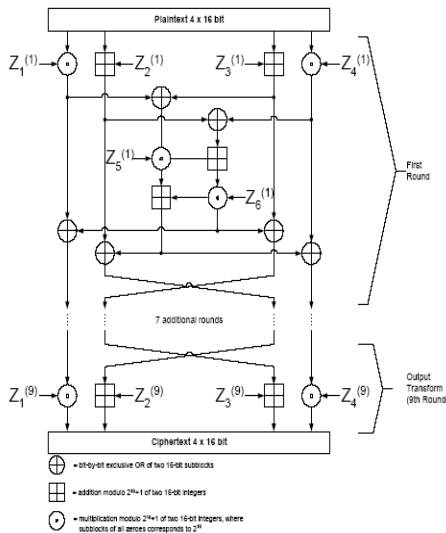 Plaintext 4 x 16 bit
Z₁⁽¹⁾ Z₂⁽¹⁾ Z₃⁽¹⁾ Z₄⁽¹⁾
Z₅⁽¹⁾
Z₆⁽¹⁾
First
Round
7 additional rounds
Output
Transform
(9th Round
Z₁⁽⁹⁾ Z₂⁽⁹⁾ Z₃⁽⁹⁾ Z₄⁽⁹⁾
Ciphertext 4 x 16 bit
= bit-by-bit exclusive OR of two 16-bit subblocks
= addition modulo 2¹⁶+1 of two 16-bit integers
= multiplication modulo 2¹⁶+1 of two 16-bit integers, where
subblocks of all zeroes corresponds to 2¹⁶